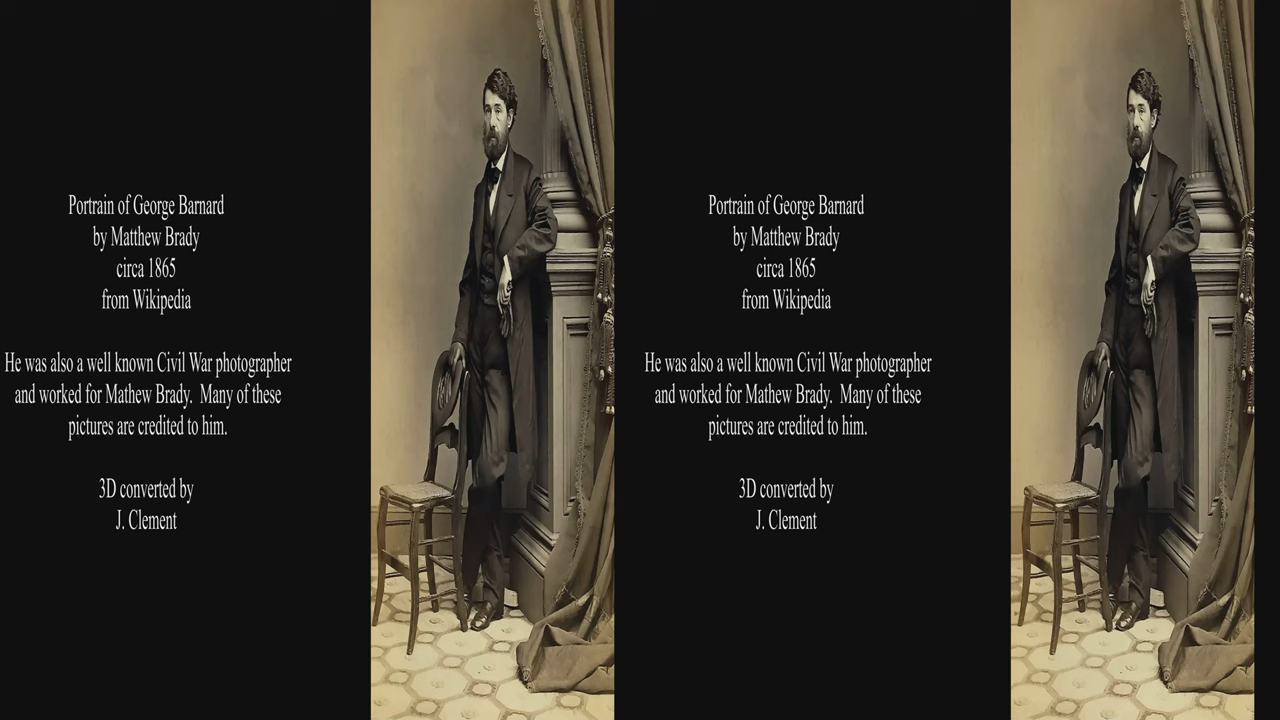 Portrain of George Barnard
by Matthew Brady
circa 1865
from Wikipedia
He was also a well known Civil War photographer
and worked for Mathew Brady. Many of these
pictures are credited to him.
3D converted by
J. Clement
Portrain of George Barnard
by Matthew Brady
circa 1865
from Wikipedia
He was also a well known Civil War photographer
and worked for Mathew Brady. Many of these
pictures are credited to him.
3D converted by
J. Clement